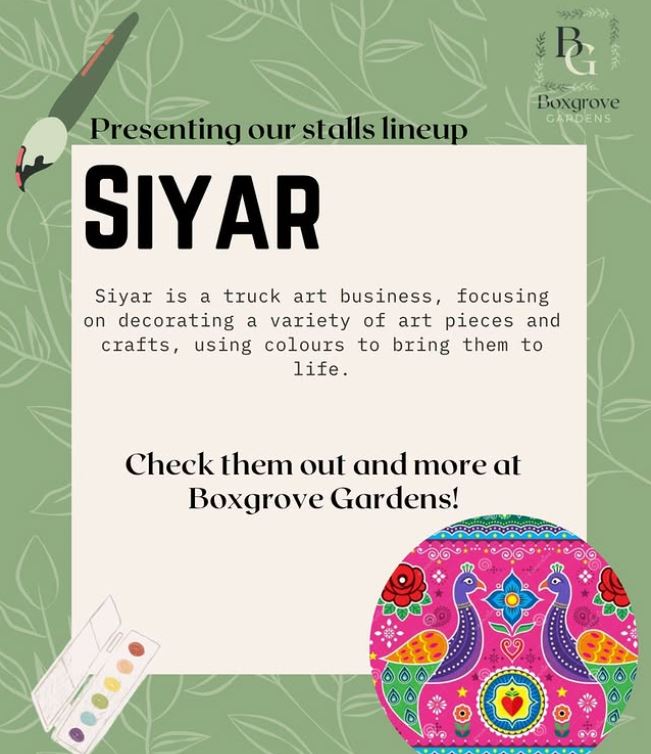 B
G
Boxgrove
GARDENS
Presenting our stalls lineup
SIYAR
Siyar is a truck art business, focusing
on decorating a variety of art pieces and
crafts, using colours to bring them to
life.
Check them out and more at
Boxgrove Gardens!